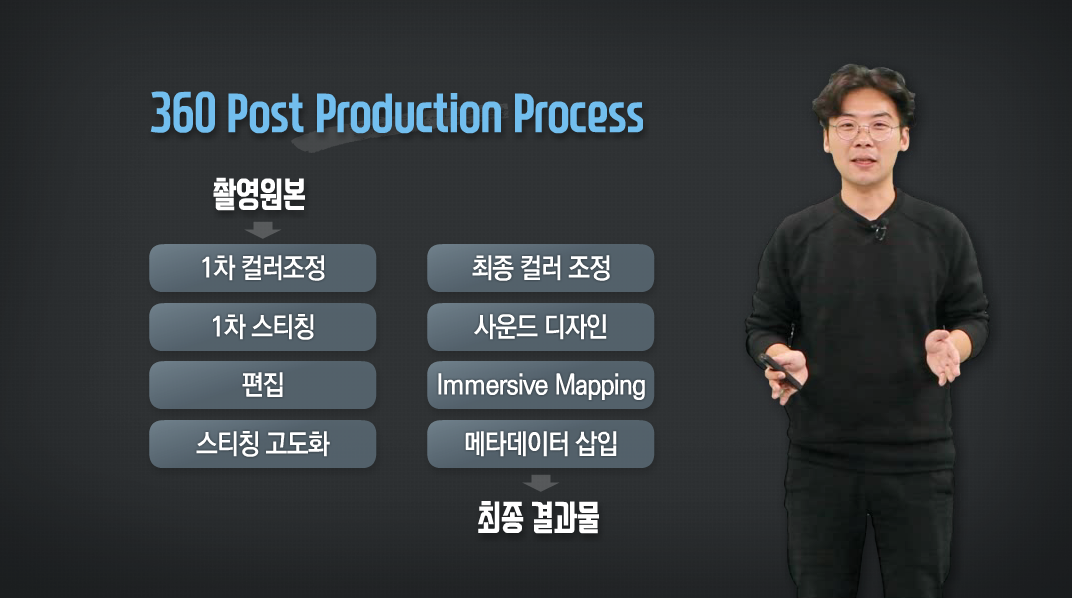 360 Post Production Process
촬영원본
1차 컬러조정
1차 스티칭
편집
스티칭 고도화
최종 컬러 조정
사운드 디자인
Immersive Mapping
메타데이터 삽입
최종 결과물